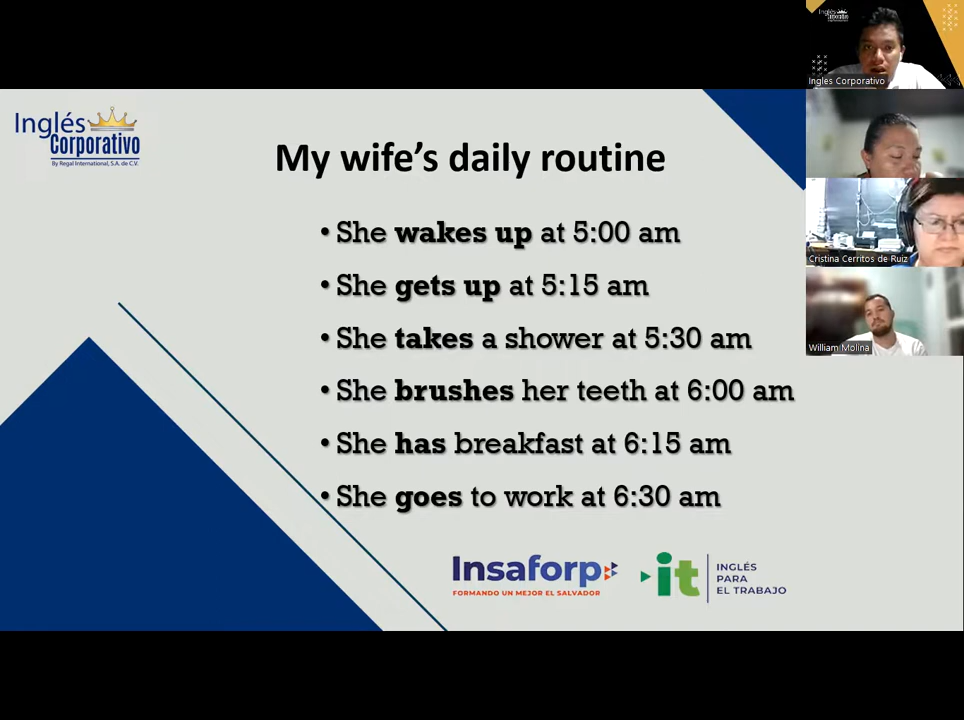 Inglés
Corporativo
By Regal International, S.A. de C.V.
My wife's daily routine
• She wakes up at 5:00 am
• She gets up at 5:15 am
• She takes a shower at 5:30 am
• She brushes her teeth at 6:00 am
• She has breakfast at 6:15 am
• She goes to work at 6:30 am
Insaforp
FORMANDO UN MEJOR EL SALVADOR
it
INGLÉS
PARA
EL TRABAJO
Inglés
Corporativo
Inglés Corporativo
Cristina Cerritos de Ruiz
William Molina